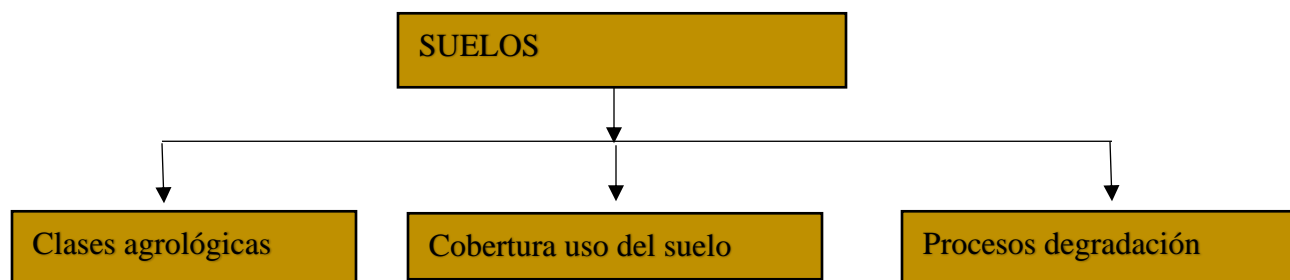 SUELOS
Clases agrológicas
Cobertura uso del suelo
Procesos degradación